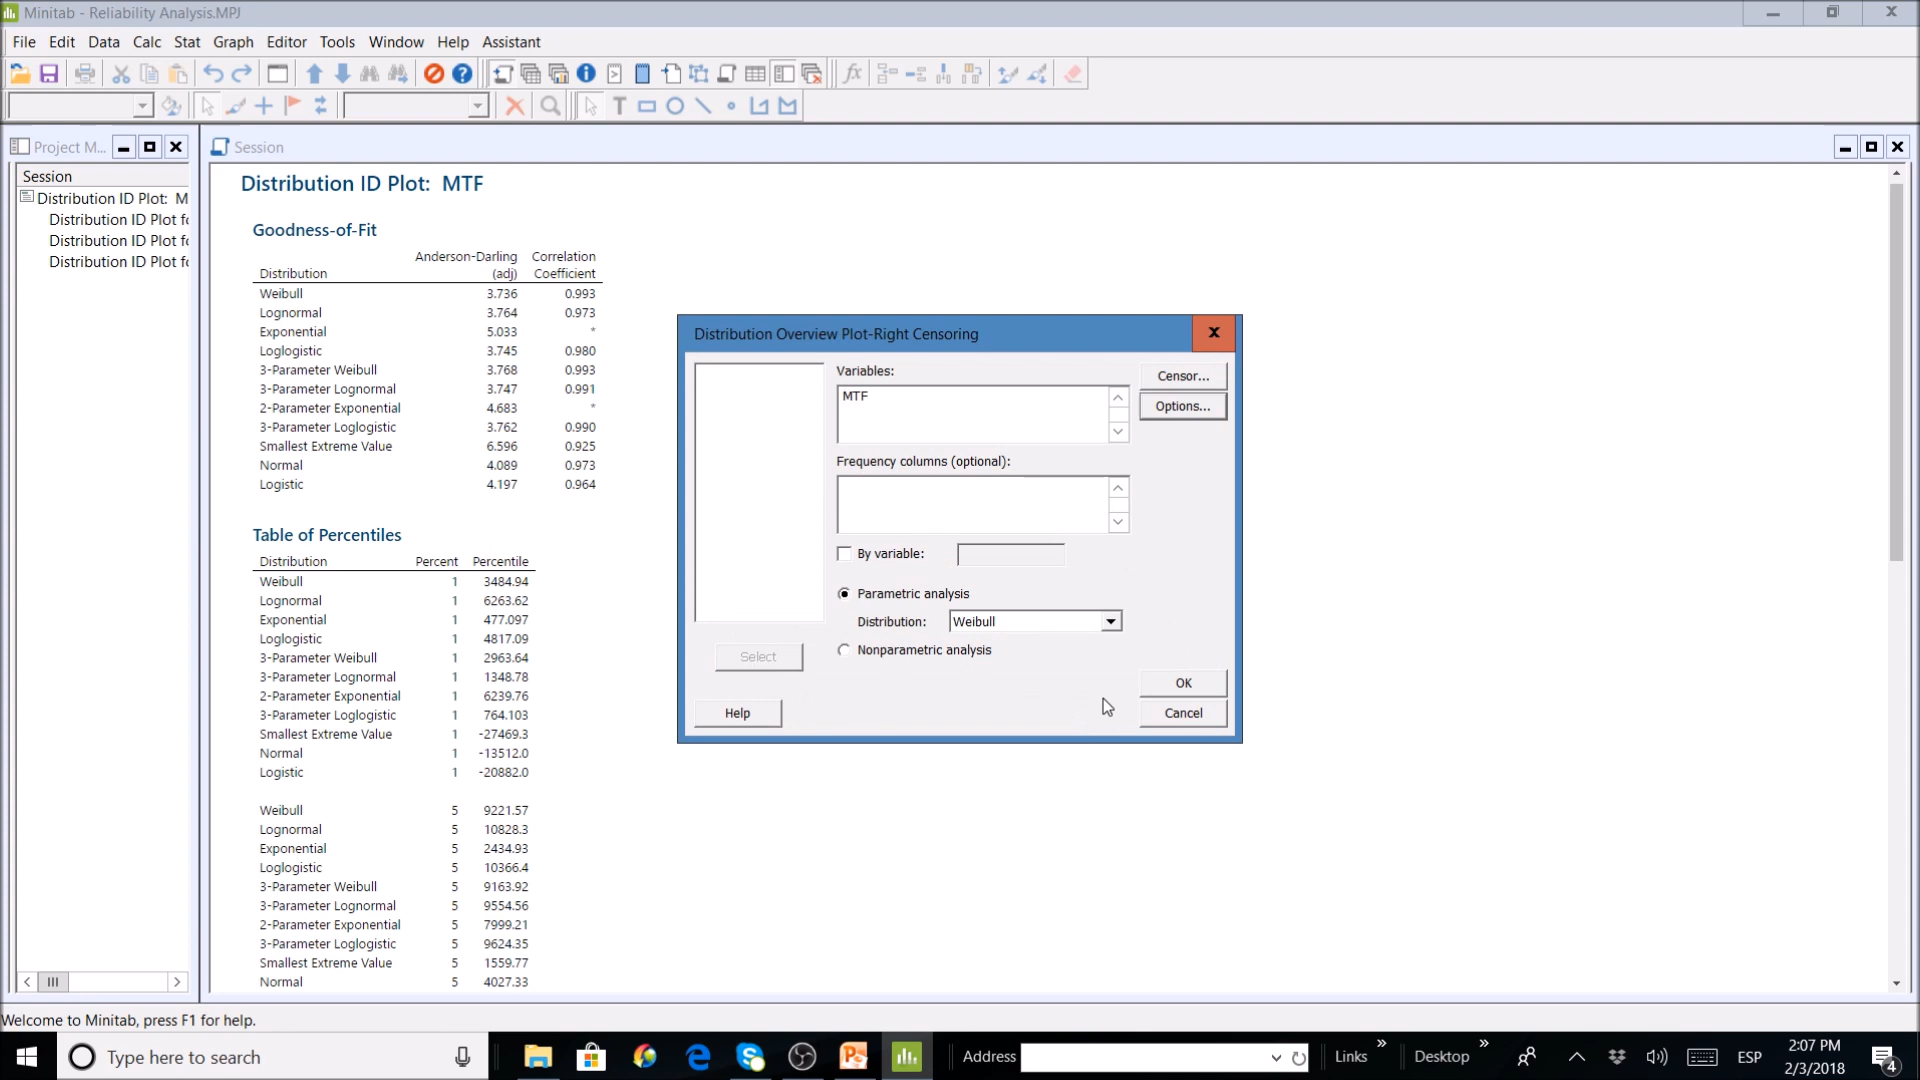 Minitab - Reliability Analysis.MPJ
File Edit Data Calc Stat Graph Editor Tools Window Help Assistant
Project M...
Session
Distribution ID Plot: M
Distribution ID Plot fo
Distribution ID Plot fo
Distribution ID Plot fo
Session
Distribution ID Plot: MTF
Goodness-of-Fit
Anderson-Darling Correlation
Distribution (adj) Coefficient
Weibull 3.736 0.993
Lognormal 3.764 0.973
Exponential 5.033 *
Loglogistic 3.745 0.980
3-Parameter Weibull 3.768 0.993
3-Parameter Lognormal 3.747 0.991
2-Parameter Exponential 4.683 *
3-Parameter Loglogistic 3.762 0.990
Smallest Extreme Value 6.596 0.925
Normal 4.089 0.973
Logistic 4.197 0.964
Table of Percentiles
Distribution Percent Percentile
Weibull 1 3484.94
Lognormal 1 6263.62
Exponential 1 477.097
Loglogistic 1 4817.09
3-Parameter Weibull 1 2963.64
3-Parameter Lognormal 1 1348.78
2-Parameter Exponential 1 6239.76
3-Parameter Loglogistic 1 764.103
Smallest Extreme Value 1 -27469.3
Normal 1 -13512.0
Logistic 1 -20882.0
Weibull 5 9221.57
Lognormal 5 10828.3
Exponential 5 2434.93
Loglogistic 5 10366.4
3-Parameter Weibull 5 9163.92
3-Parameter Lognormal 5 9554.56
2-Parameter Exponential 5 7999.21
3-Parameter Loglogistic 5 9624.35
Smallest Extreme Value 5 1559.77
Normal 5 4027.33
Distribution Overview Plot-Right Censoring
Variables:
MTF
Censor...
Options...
Frequency columns (optional):
By variable:
Parametric analysis
Distribution: Weibull
Nonparametric analysis
Select
OK
Help
Cancel
Welcome to Minitab, press F1 for help.
Type here to search
Address
Links
Desktop
ESP
2:07 PM
2/3/2018
4